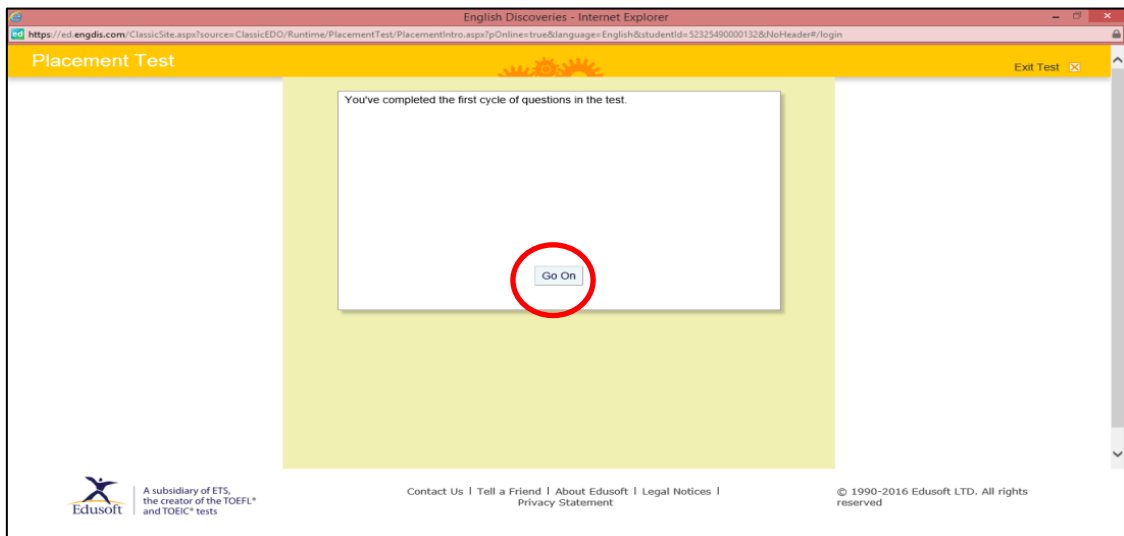 English Discoveries - Internet Explorer
https://ed.engdis.com/ClassicSite.aspx?source=ClassicEDO/Runtime/PlacementTest/PlacementIntro.aspx?pOnline=true&language=English&studentId=52325490000132&NoHeader#/login
Placement Test
Exit Test
You've completed the first cycle of questions in the test.
Go On
Edusoft
A subsidiary of ETS,
the creator of the TOEFL®
and TOEIC® tests
Contact Us | Tell a Friend | About Edusoft | Legal Notices |
Privacy Statement
© 1990-2016 Edusoft LTD. All rights
reserved